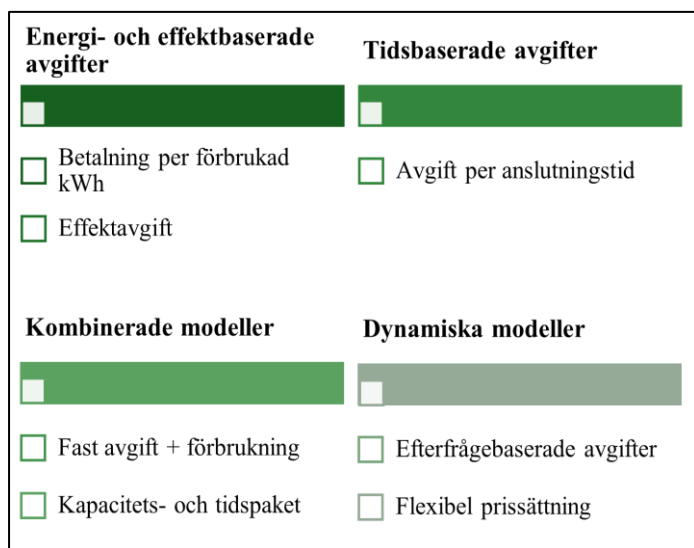 Energi- och effektbaserade
avgifter
Betalning per förbrukad
kWh
Effektavgift
Tidsbaserade avgifter
Avgift per anslutningstid
Kombinerade modeller
Fast avgift + förbrukning
Kapacitets- och tidspaket
Dynamiska modeller
Efterfrågebaserade avgifter
Flexibel prissättning